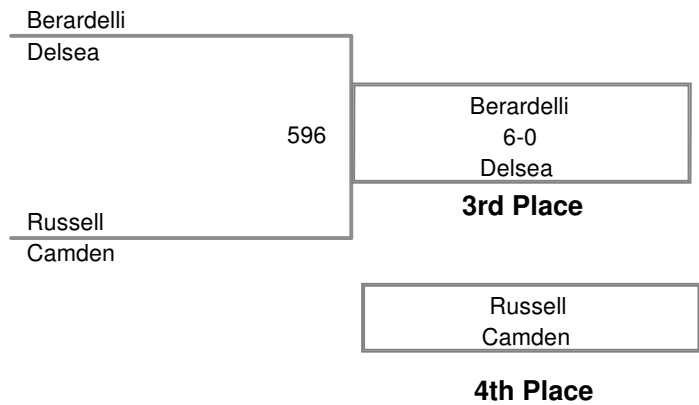 Berardelli
Delsea
596
Berardelli
6-0
Delsea
3rd Place
Russell
Camden
Russell
Camden
4th Place